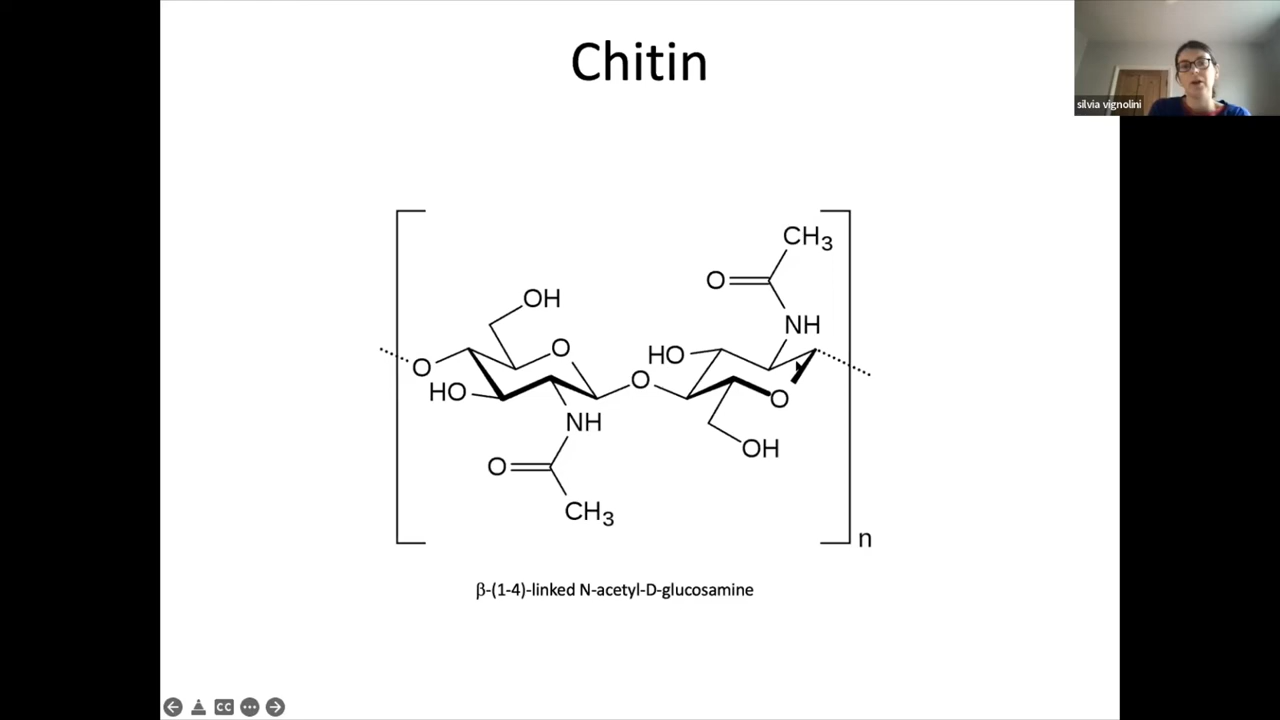 Chitin
silvia vignolini
CH3
O
NH
OH
O
HO
O
O
HO
O
NH
OH
O
CH3
n
β-(1-4)-linked N-acetyl-D-glucosamine
CC